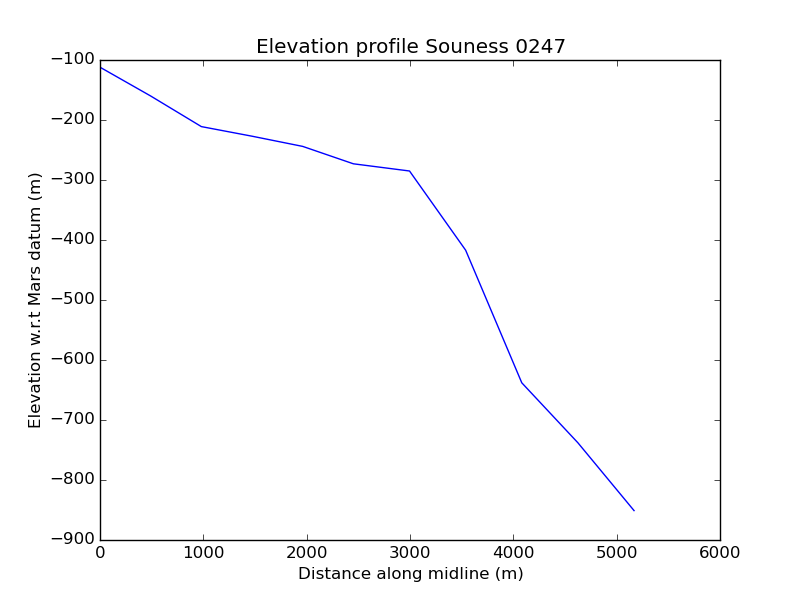 Elevation profile Souness 0247
−100
−200
−300
−400
−500
−600
−700
−800
−900
Elevation w.r.t Mars datum (m)
0 1000 2000 3000 4000 5000 6000
Distance along midline (m)